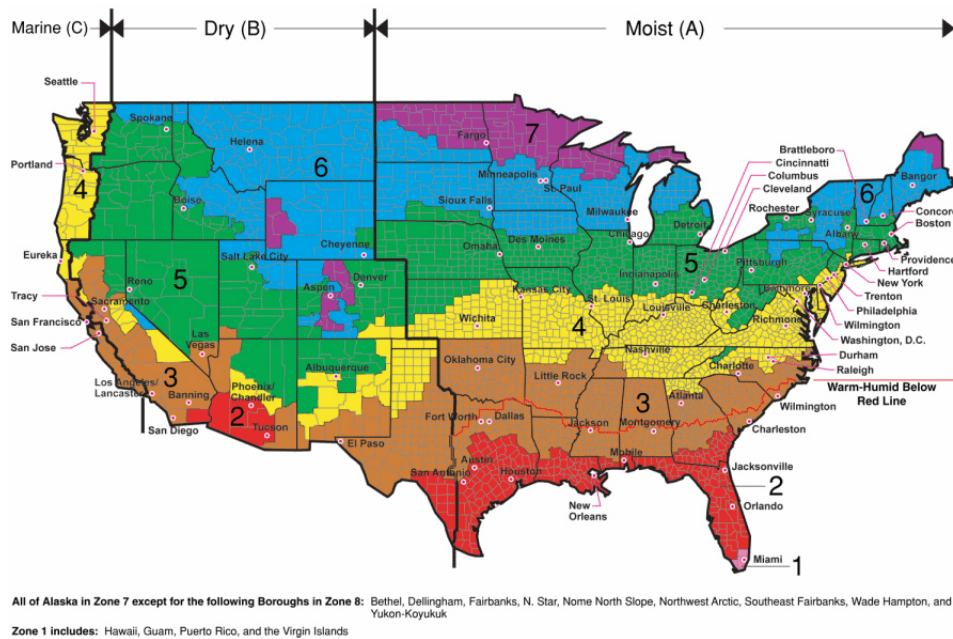 Marine (C)
Dry (B)
Moist (A)
Seattle
Spokane
Portland
Helena
Fargo
7
Brattleboro
Cincinnatti
Columbus
Cleveland
6
4
Minneapolis
St. Paul
Bangor
6
Boise
Sioux Falls
Milwaukee
Rochester
Syracuse
Concord
Detroit
Albany
Boston
Cheyenne
Chicago
Eureka
Salt Lake City
Omaha
Des Moines
5
Pittsburgh
Providence
Hartford
5
Reno
Denver
Indianapolis
New York
Tracy
Aspen
Baltimore
Trenton
Sacramento
Kansas City
St. Louis
Louisville
Charleston
Philadelphia
San Francisco
4
Richmond
Wilmington
San Jose
Las
Vegas
Wichita
Washington, D.C.
Nashville
Durham
Albuquerque
Oklahoma City
Charlotte
Raleigh
3
Little Rock
Warm-Humid Below
Red Line
Los Angeles/
Lancaster
Phoenix/
Chandler
3
Atlanta
Banning
2
Fort Worth
Dallas
Wilmington
Tucson
Jackson
Montgomery
San Diego
El Paso
Charleston
Mobile
Austin
San Antonio
Houston
Jacksonville
2
New
Orleans
Orlando
Miami
1
All of Alaska in Zone 7 except for the following Boroughs in Zone 8: Bethel, Dellingham, Fairbanks, N. Star, Nome North Slope, Northwest Arctic, Southeast Fairbanks, Wade Hampton, and
Yukon-Koyukuk
Zone 1 includes: Hawaii, Guam, Puerto Rico, and the Virgin Islands